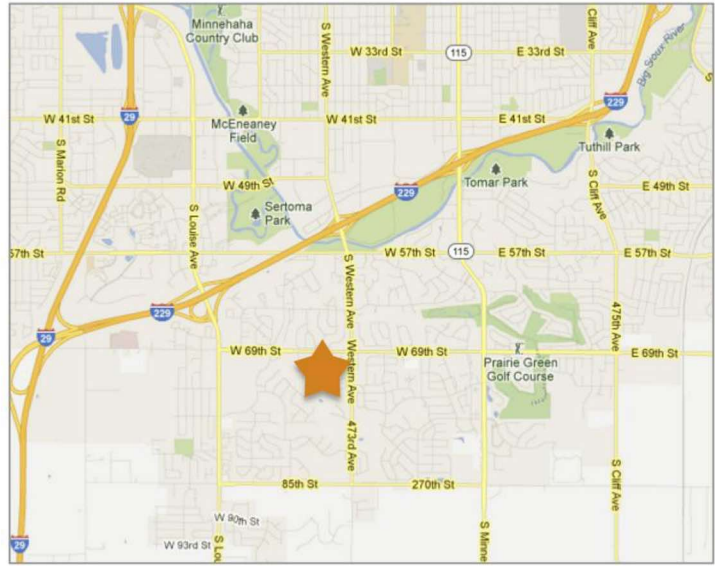 Minnehaha
Country Club
S Western Ave
Cliff Ave
Big Sioux River
W 33rd St
115
E 33rd St
229
29
W 41st St
McEneaney
Field
W 41st St
E 41st St
Tuthill Park
S Marion Rd
W 49th St
229
Tomar Park
S Cliff Ave
E 49th St
Sertoma
Park
S Louise Ave
57th St
W 57th St
115
E 57th St
E 57th St
S Western Ave
229
475th Ave
29
W 69th St
Western Ave
W 69th St
Prairie Green
Golf Course
E 69th St
473rd Ave
85th St
270th St
S Cliff Ave
W 90th St
W 93rd St
S Lou
S Minne
29